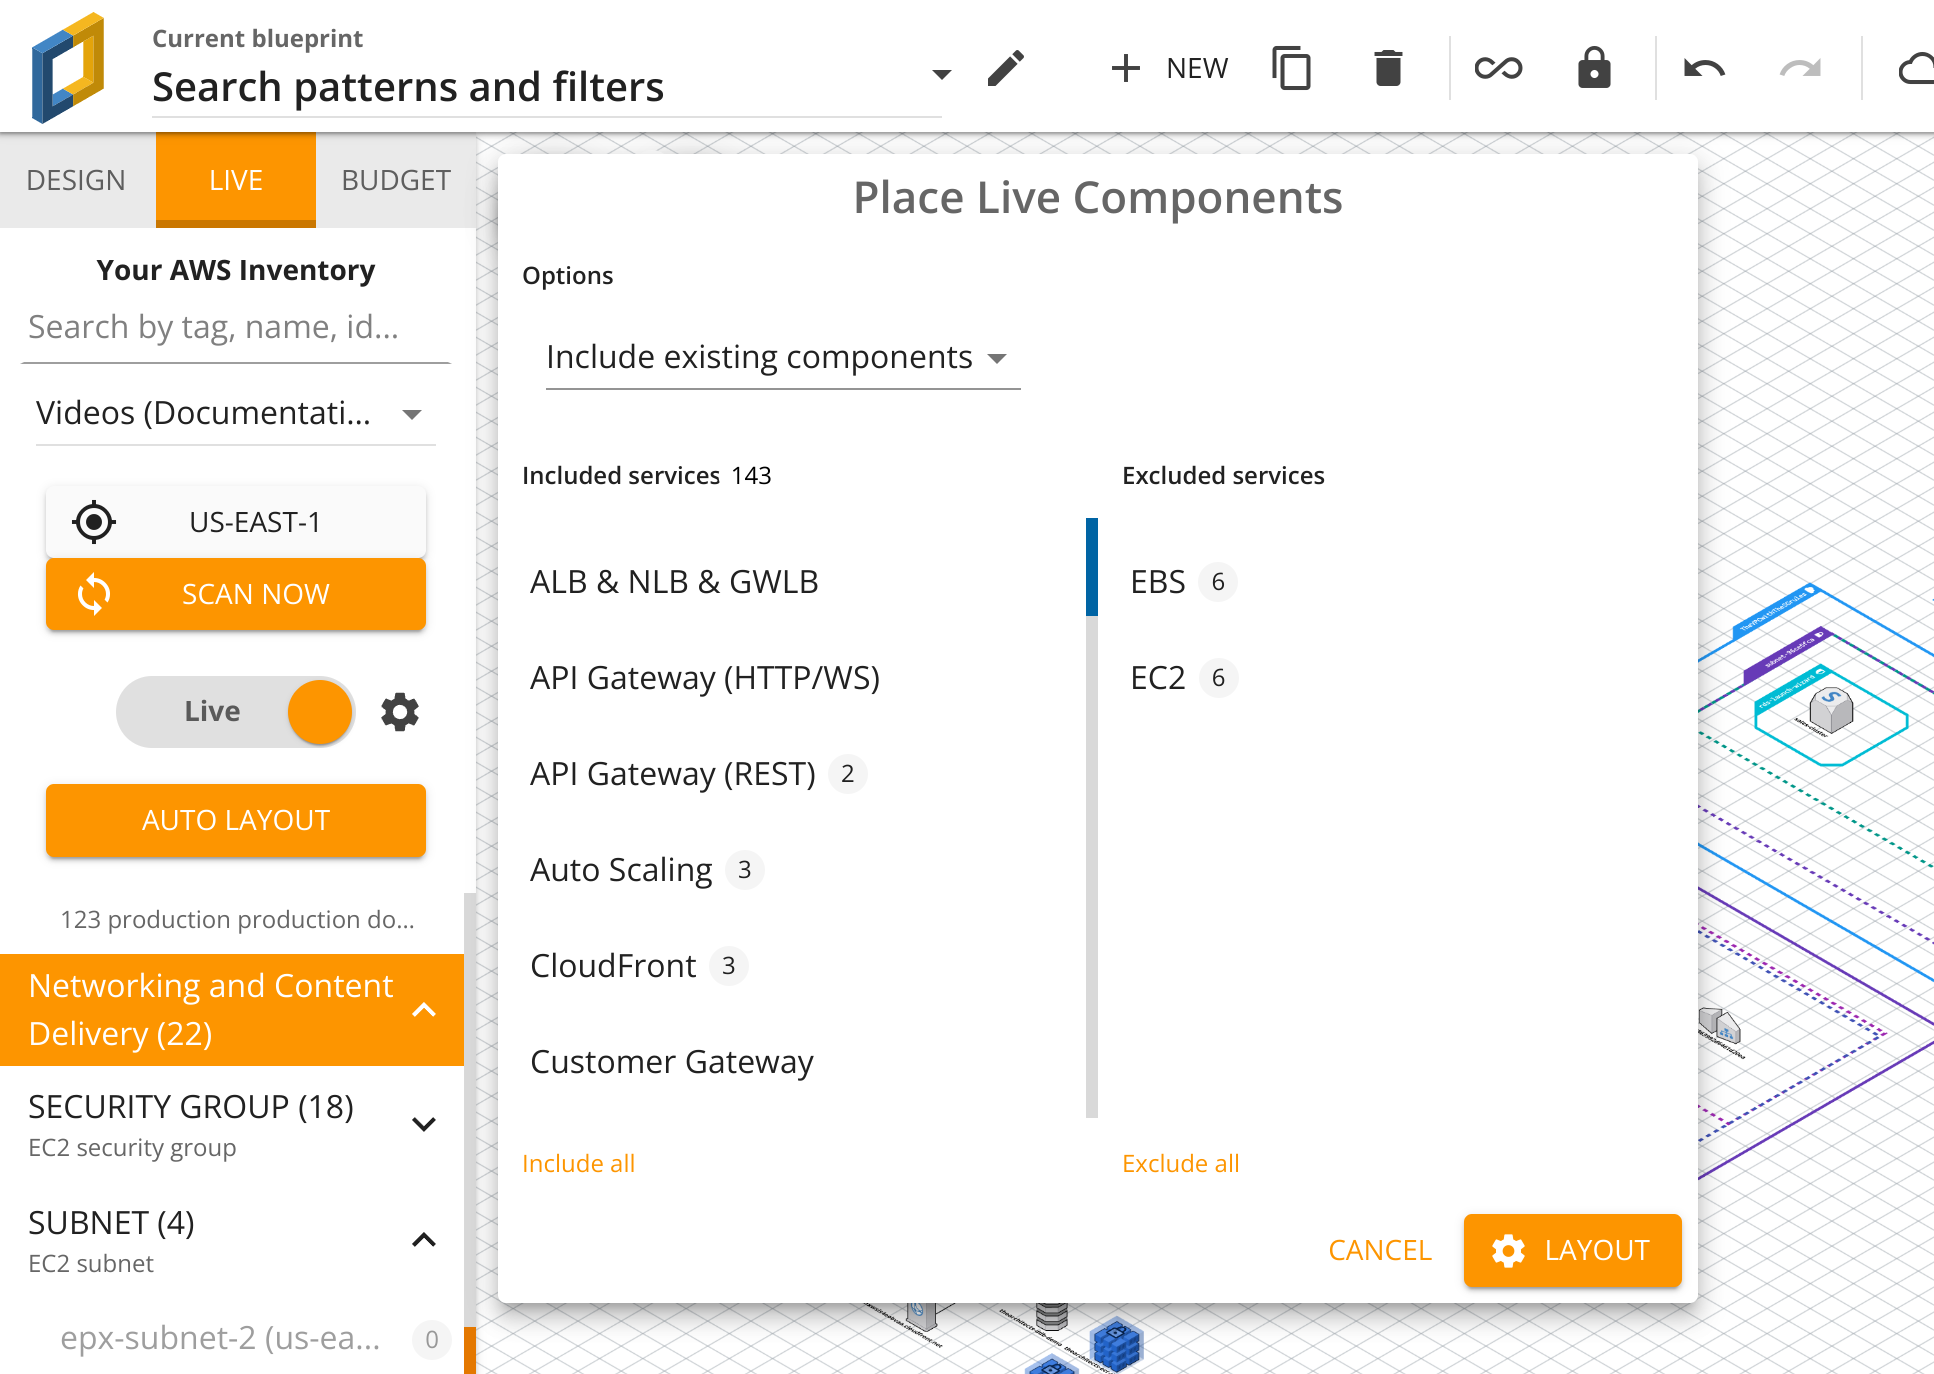 Current blueprint
Search patterns and filters
NEW
DESIGN
LIVE
BUDGET
Your AWS Inventory
Search by tag, name, id...
Videos (Documentati...
US-EAST-1
SCAN NOW
Live
AUTO LAYOUT
123 production production do...
Networking and Content
Delivery (22)
SECURITY GROUP (18)
EC2 security group
SUBNET (4)
EC2 subnet
epx-subnet-2 (us-ea... 0
Place Live Components
Options
Include existing components
Included services 143
ALB & NLB & GWLB
API Gateway (HTTP/WS)
API Gateway (REST) 2
Auto Scaling 3
CloudFront 3
Customer Gateway
Include all
Excluded services
EBS 6
EC2 6
Exclude all
CANCEL
LAYOUT